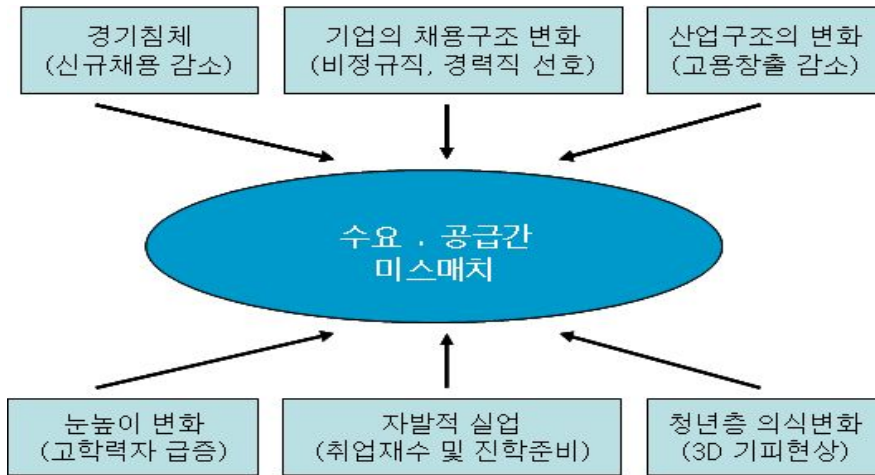 경기침체
(신규채용 감소)
기업의 채용구조 변화
(비정규직, 경력직 선호)
산업구조의 변화
(고용창출 감소)
수요 . 공급간
미스매치
눈높이 변화
(고학력자 급증)
자발적 실업
(취업재수 및 진학준비)
청년층 의식변화
(3D 기피현상)